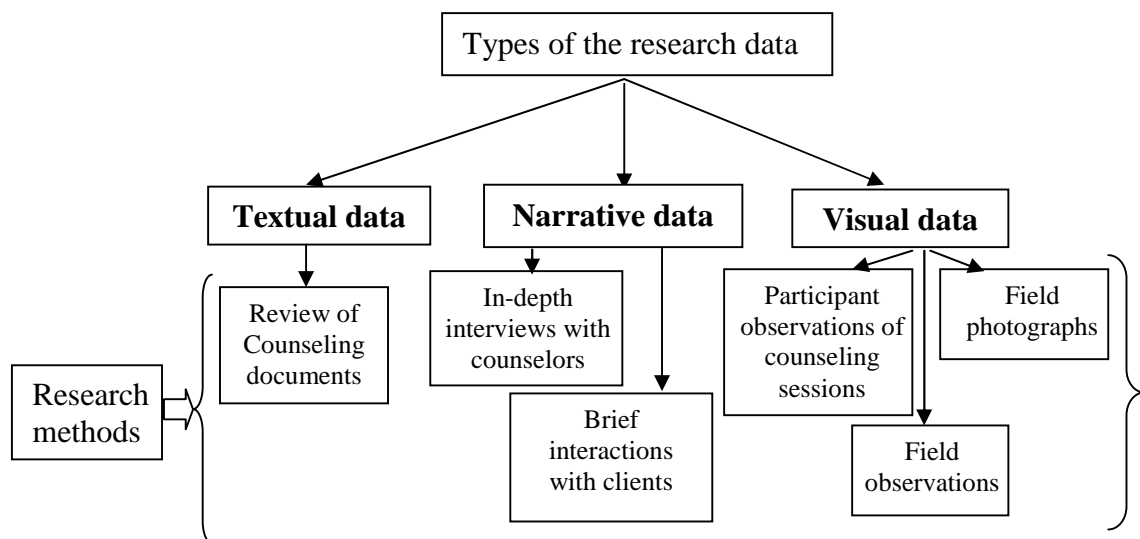 Types of the research data
Textual data
Narrative data
Visual data
Review of
Counseling
documents
In-depth
interviews with
counselors
Participant
observations of
counseling
sessions
Field
photographs
Research
methods
Brief
interactions
with clients
Field
observations